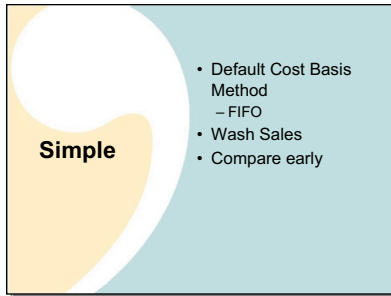 Simple
• Default Cost Basis
Method
– FIFO
• Wash Sales
• Compare early